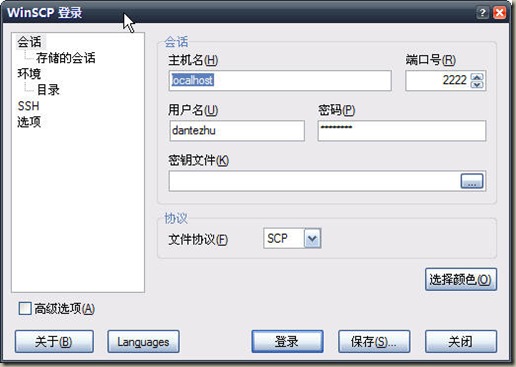 WinSCP 登录
会话
存储的会话
环境
目录
SSH
选项
会话
主机名(H) 端口号(R)
localhost 2222
用户名(U) 密码(P)
dantezhu ********
密钥文件(K)
...
协议
文件协议(F) SCP
选择颜色(O)
高级选项(A)
关于(B) Languages 登录 保存(S)... 关闭